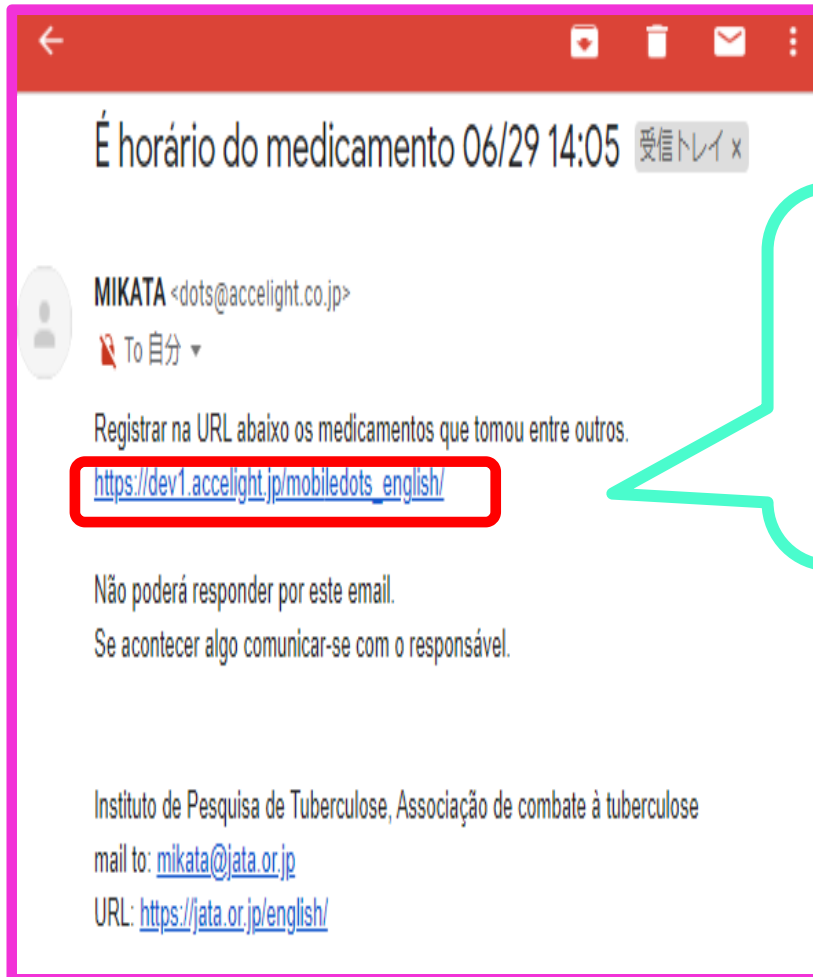 É horário do medicamento 06/29 14:05 受信トレイ x
MIKATA <dots@accelight.co.jp>
To 自分
Registrar na URL abaixo os medicamentos que tomou entre outros.
https://dev1.accelight.jp/mobiledots_english/
Não poderá responder por este email.
Se acontecer algo comunicar-se com o responsável.
Instituto de Pesquisa de Tuberculose, Associação de combate à tuberculose
mail to: mikata@jata.or.jp
URL: https://jata.or.jp/english/